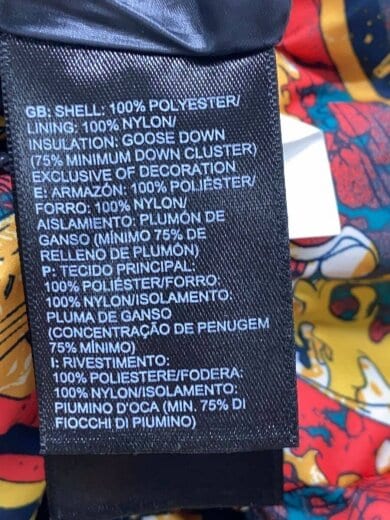 GB: SHELL: 100% POLYESTER/
LINING: 100% NYLON/
INSULATION: GOOSE DOWN
(75% MINIMUM DOWN CLUSTER)
EXCLUSIVE OF DECORATION
E: ARMAZÓN: 100% POLIÉSTER/
FORRO: 100% NYLON/
AISLAMIENTO: PLUMÓN DE
GANSO (MÍNIMO 75% DE
RELLENO DE PLUMÓN)
P: TECIDO PRINCIPAL:
100% POLIÉSTER/FORRO:
100% NYLON/ISOLAMENTO:
PLUMA DE GANSO
(CONCENTRAÇÃO DE PENUGEM
75% MÍNIMO)
I: RIVESTIMENTO:
100% POLIESTERE/FODERA:
100% NYLON/ISOLAMENTO:
PIUMINO D'OCA (MIN. 75% DI
FIOCCHI DI PIUMINO)